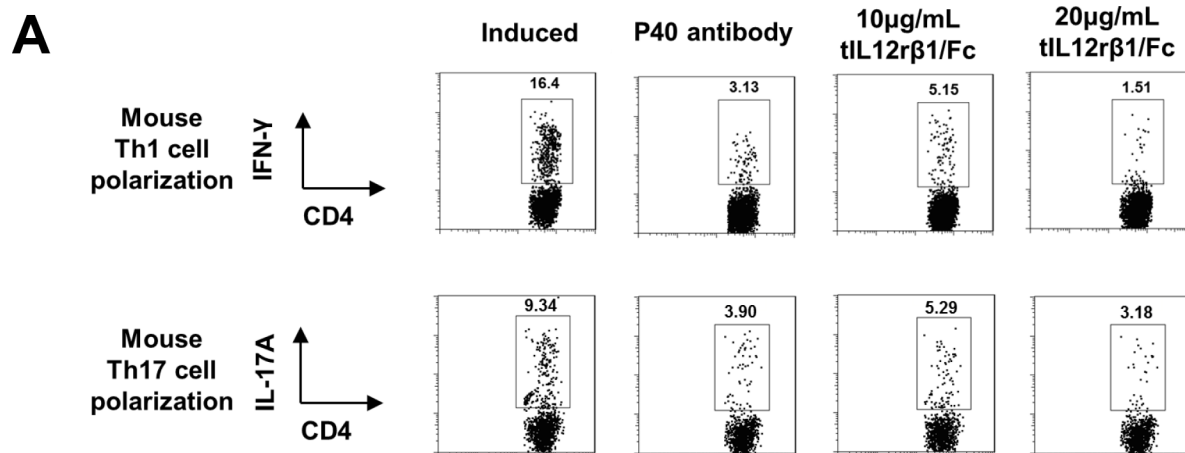 A
Induced
P40 antibody
10µg/mL
tIL12rβ1/Fc
20µg/mL
tIL12rβ1/Fc
Mouse
Th1 cell
polarization
IFN-γ
CD4
16.4
3.13
5.15
1.51
Mouse
Th17 cell
polarization
IL-17A
CD4
9.34
3.90
5.29
3.18